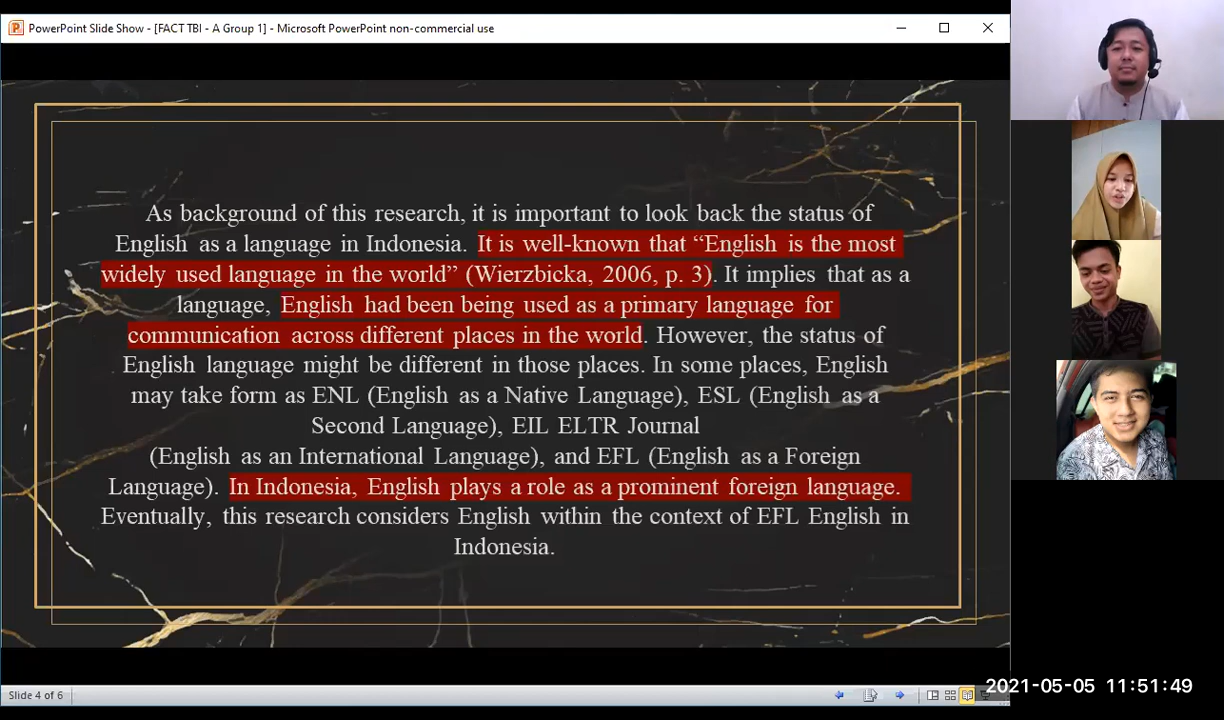 PowerPoint Slide Show - [FACT TBI - A Group 1] - Microsoft PowerPoint non-commercial use
As background of this research, it is important to look back the status of
English as a language in Indonesia. It is well-known that “English is the most
widely used language in the world” (Wierzbicka, 2006, p. 3). It implies that as a
language, English had been being used as a primary language for
communication across different places in the world. However, the status of
English language might be different in those places. In some places, English
may take form as ENL (English as a Native Language), ESL (English as a
Second Language), EIL ELTR Journal
(English as an International Language), and EFL (English as a Foreign
Language). In Indonesia, English plays a role as a prominent foreign language.
Eventually, this research considers English within the context of EFL English in
Indonesia.
Slide 4 of 6
2021-05-05 11:51:49